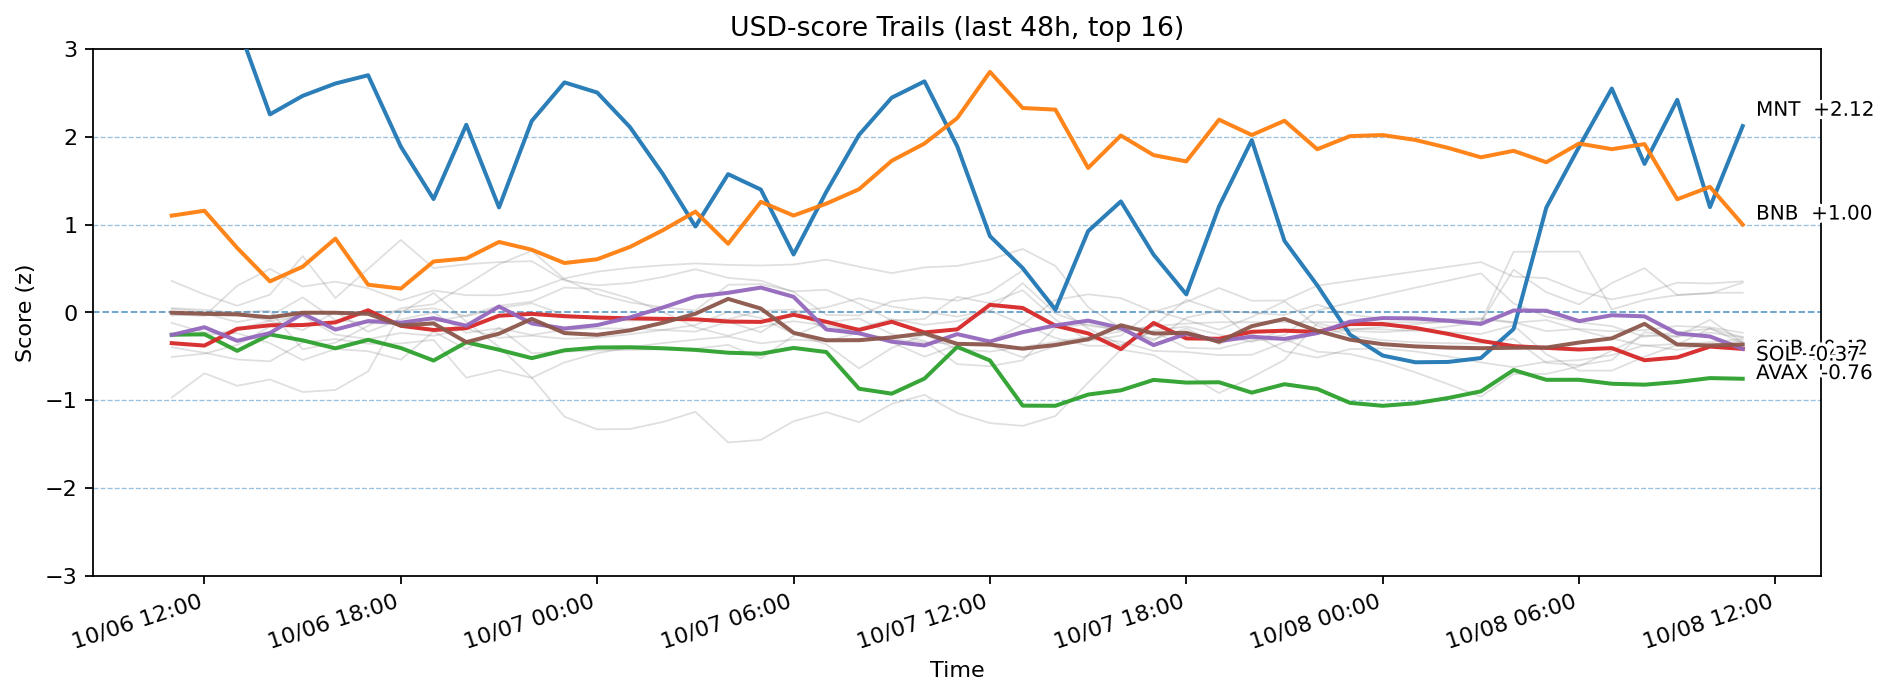 USD-score Trails (last 48h, top 16)
Score (z)
3
2
1
0
−1
−2
−3
MNT +2.12
BNB +1.00
SOL -0.37
AVAX -0.76
10/06 12:00
10/06 18:00
10/07 00:00
10/07 06:00
10/07 12:00
10/07 18:00
10/08 00:00
10/08 06:00
10/08 12:00
Time